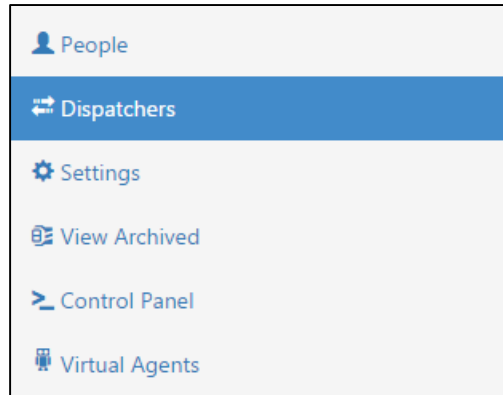 People
Dispatchers
Settings
View Archived
Control Panel
Virtual Agents